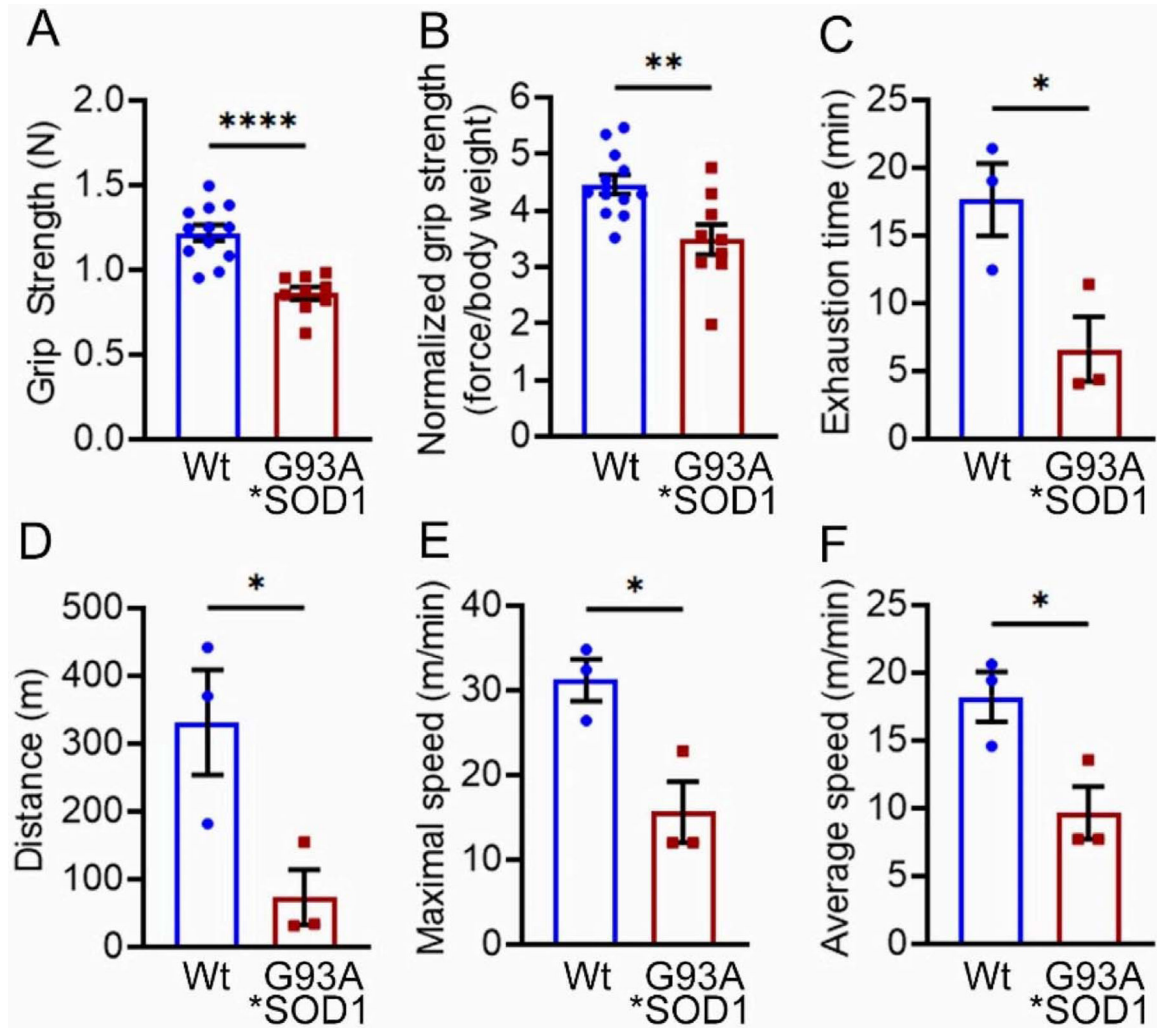 A
Grip Strength (N)
2.0
1.5
1.0
0.5
0.0
****
Wt
G93A
*SOD1
B
Normalized grip strength
(force/body weight)
6
5
4
3
2
1
0
**
Wt
G93A
*SOD1
C
Exhaustion time (min)
25
20
15
10
5
0
*
Wt
G93A
*SOD1
D
Distance (m)
500
400
300
200
100
0
*
Wt
G93A
*SOD1
E
Maximal speed (m/min)
40
30
20
10
0
*
Wt
G93A
*SOD1
F
Average speed (m/min)
25
20
15
10
5
0
*
Wt
G93A
*SOD1